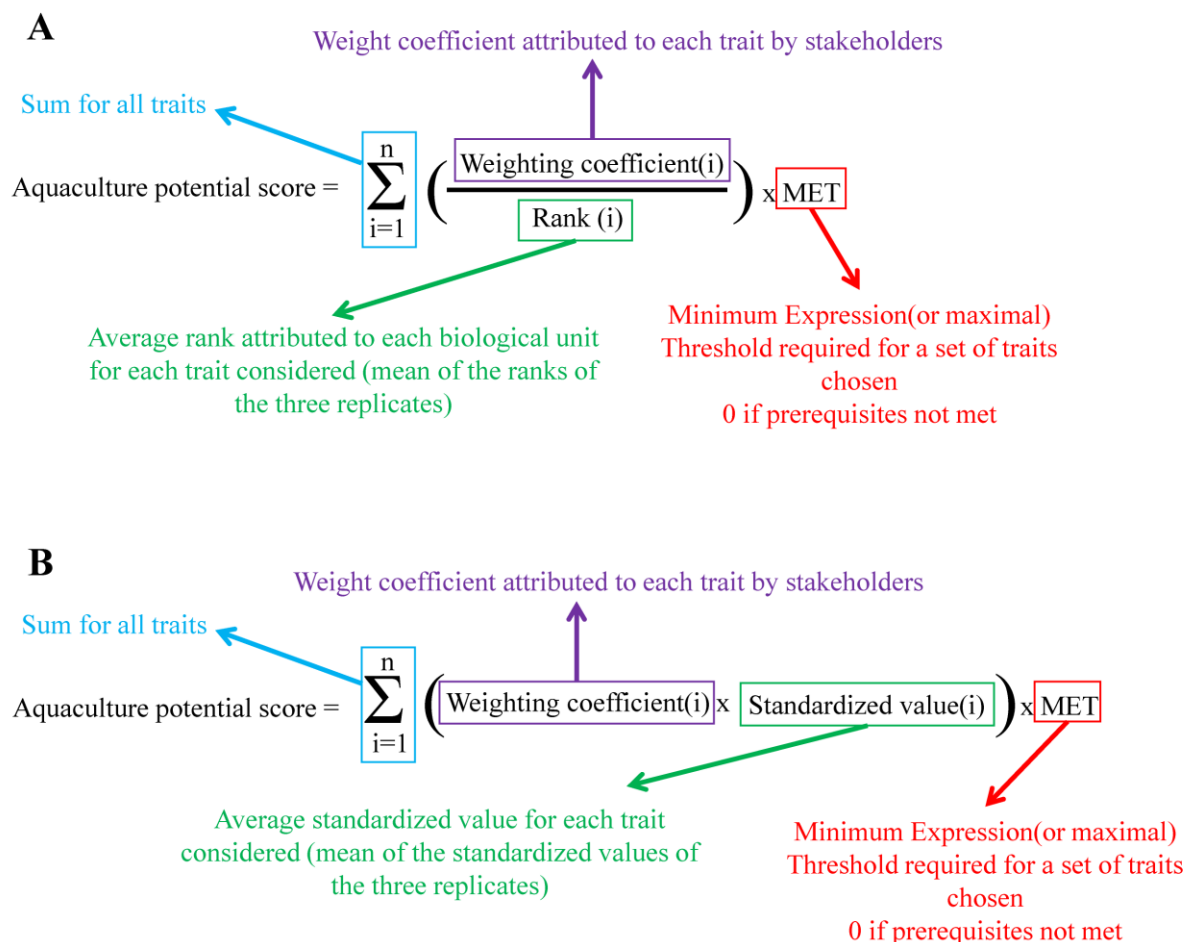 A
Weight coefficient attributed to each trait by stakeholders
Sum for all traits
Aquaculture potential score = n ∑ i=1 ( Weighting coefficient(i) / Rank (i) ) x MET
Average rank attributed to each biological unit
for each trait considered (mean of the ranks of
the three replicates)
Minimum Expression(or maximal)
Threshold required for a set of traits
chosen
0 if prerequisites not met
B
Weight coefficient attributed to each trait by stakeholders
Sum for all traits
Aquaculture potential score = n ∑ i=1 ( Weighting coefficient(i) x Standardized value(i) ) x MET
Average standardized value for each trait
considered (mean of the standardized values of
the three replicates)
Minimum Expression(or maximal)
Threshold required for a set of traits
chosen
0 if prerequisites not met